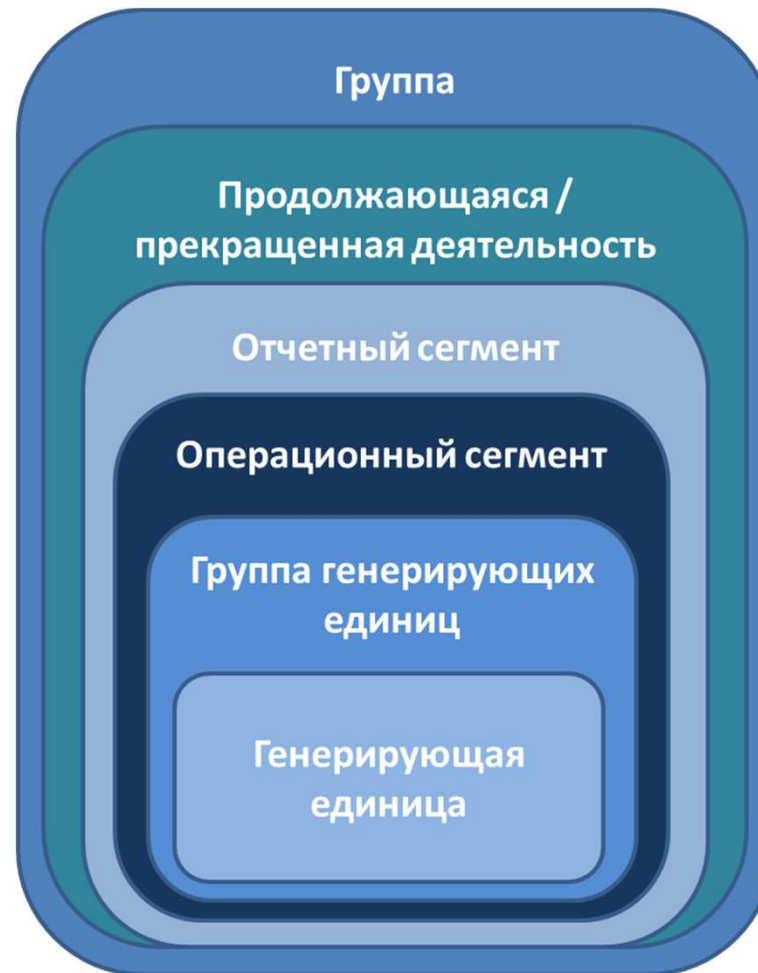 Группа
Продолжающаяся /
прекращенная деятельность
Отчетный сегмент
Операционный сегмент
Группа генерирующих
единиц
Генерирующая
единица